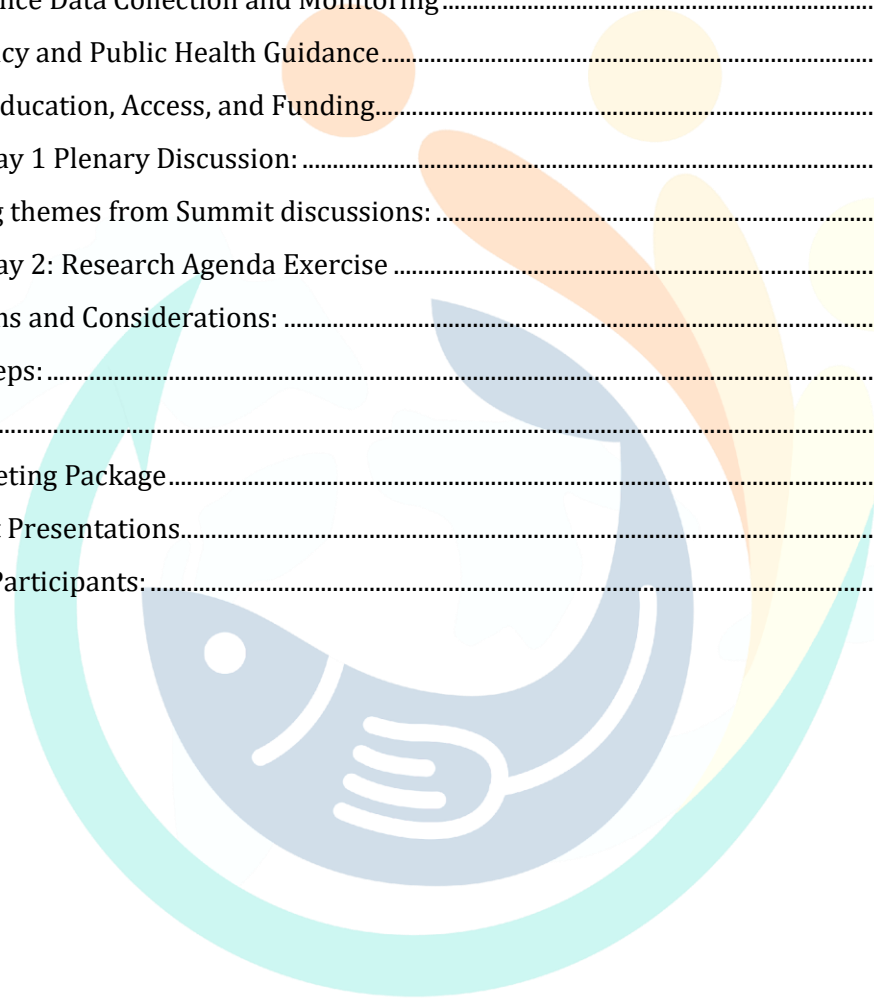 nce Data Collection and Monitoring
cy and Public Health Guidance
ducation, Access, and Funding
ay 1 Plenary Discussion:
g themes from Summit discussions:
ay 2: Research Agenda Exercise
ns and Considerations:
eps:
eting Package
t Presentations
Participants: